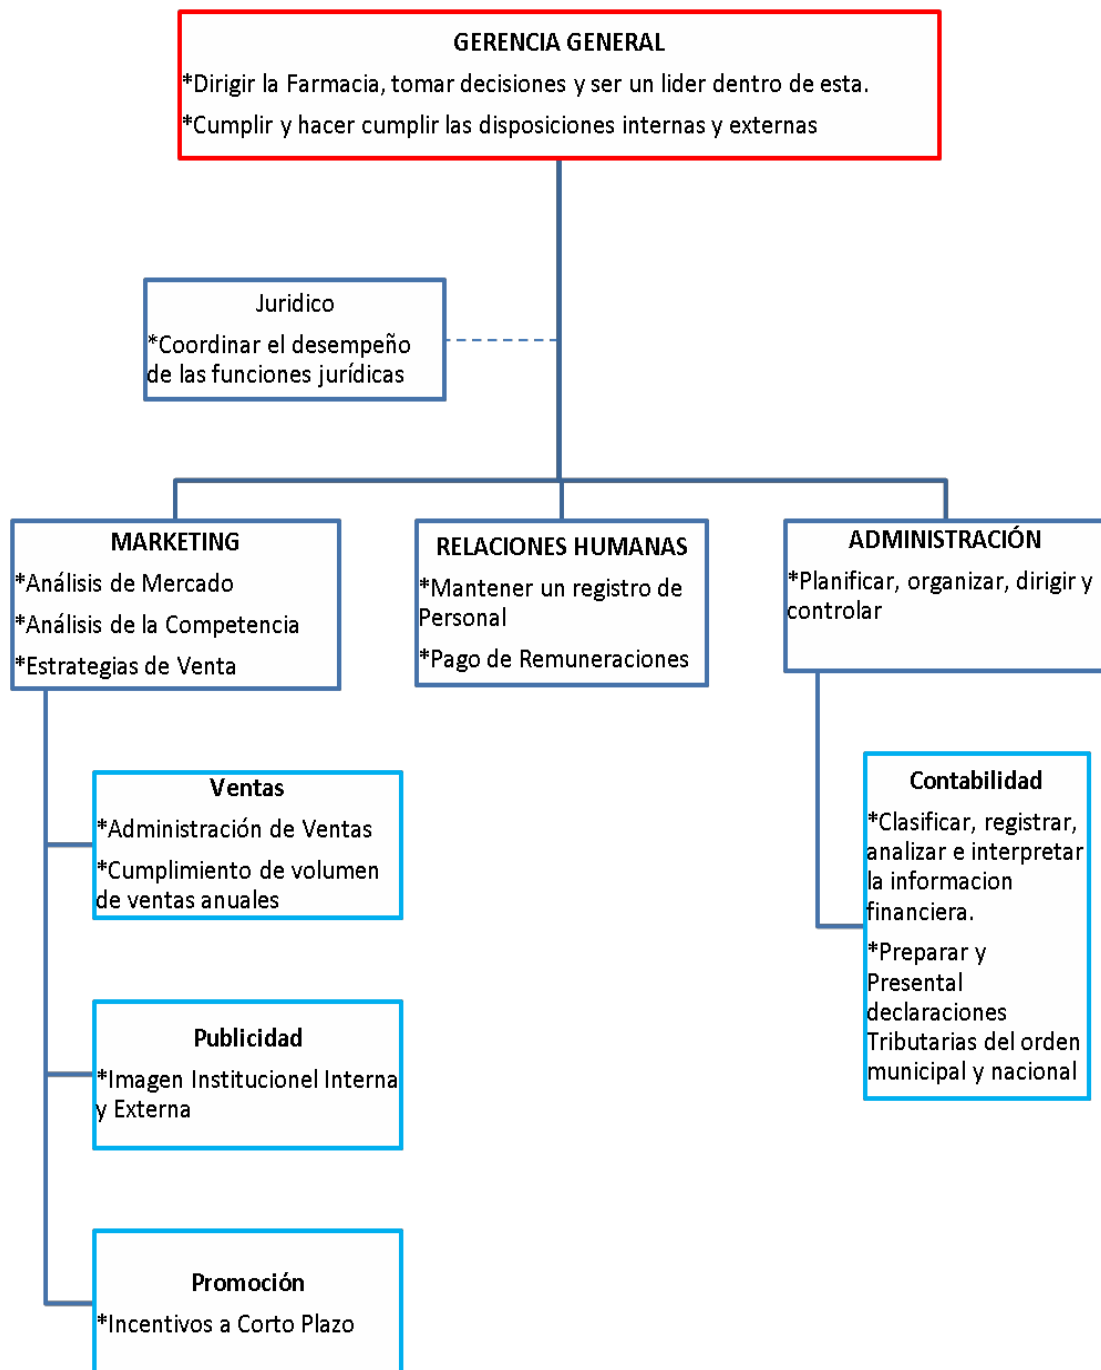 GERENCIA GENERAL
*Dirigir la Farmacia, tomar decisiones y ser un lider dentro de esta.
*Cumplir y hacer cumplir las disposiciones internas y externas
Juridico
*Coordinar el desempeño
de las funciones jurídicas
MARKETING
*Análisis de Mercado
*Análisis de la Competencia
*Estrategias de Venta
RELACIONES HUMANAS
*Mantener un registro de
Personal
*Pago de Remuneraciones
ADMINISTRACIÓN
*Planificar, organizar, dirigir y
controlar
Ventas
*Administración de Ventas
*Cumplimiento de volumen
de ventas anuales
Publicidad
*Imagen Institucionel Interna
y Externa
Promoción
*Incentivos a Corto Plazo
Contabilidad
*Clasificar, registrar,
analizar e interpretar
la informacion
financiera.
*Preparar y
Presental
declaraciones
Tributarias del orden
municipal y nacional